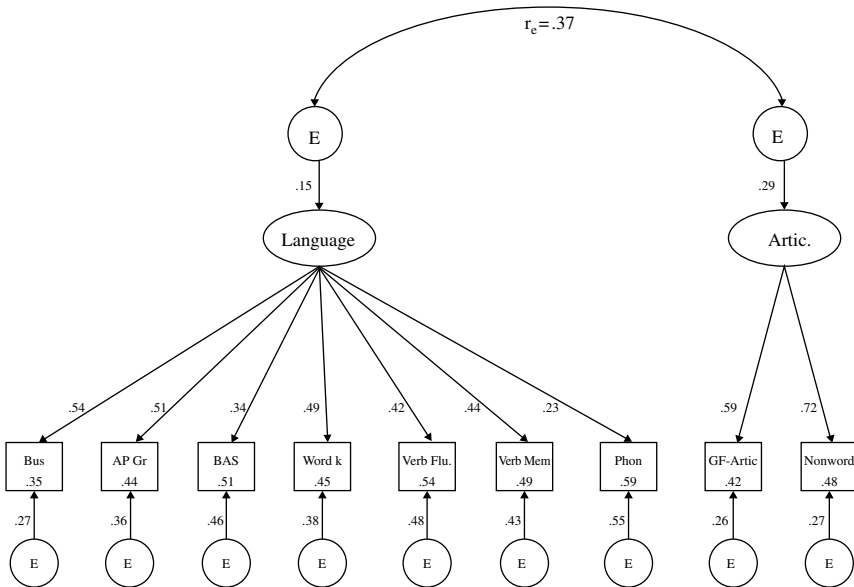 rₑ=.37
E
E
.15
.29
Language
Artic.
.54
.51
.34
.49
.42
.44
.23
.59
.72
Bus
AP Gr
BAS
Word k
Verb Flu.
Verb Mem
Phon
GF-Artic
Nonword
.35
.44
.51
.45
.54
.49
.59
.42
.48
.27
.36
.46
.38
.48
.43
.55
.26
.27
E
E
E
E
E
E
E
E
E